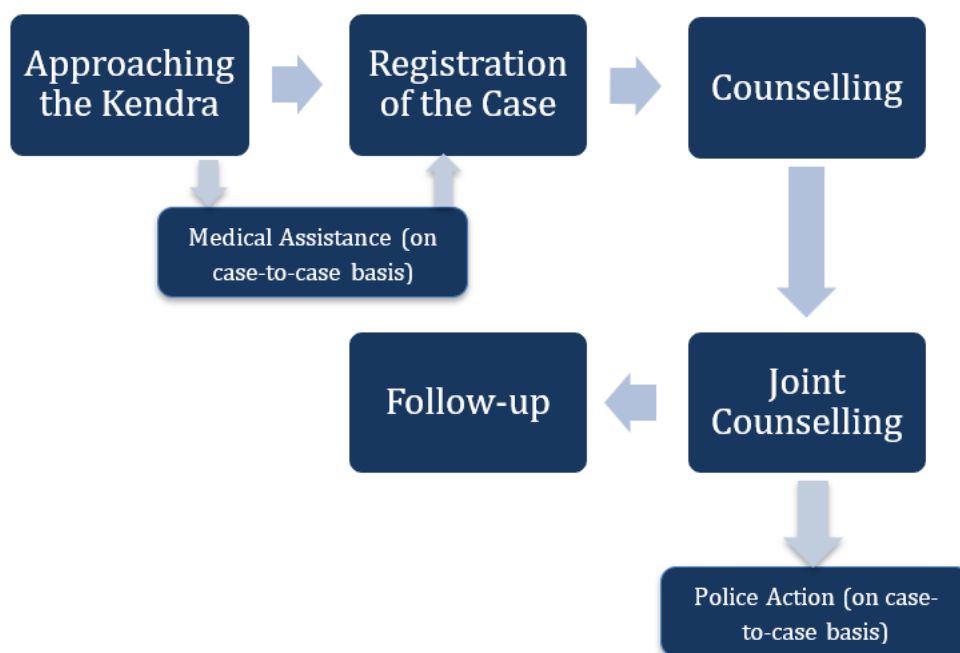 Approaching
the Kendra
Registration
of the Case
Counselling
Medical Assistance (on
case-to-case basis)
Joint
Counselling
Follow-up
Police Action (on case-
to-case basis)